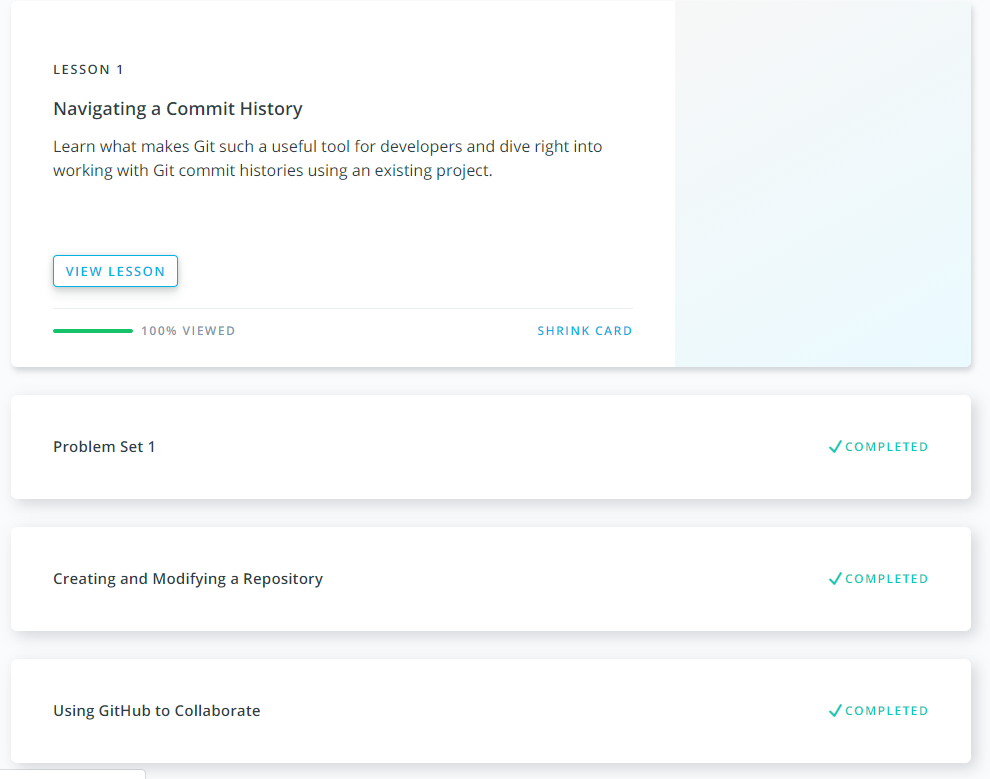 LESSON 1
Navigating a Commit History
Learn what makes Git such a useful tool for developers and dive right into
working with Git commit histories using an existing project.
VIEW LESSON
100% VIEWED SHRINK CARD
Problem Set 1 COMPLETED
Creating and Modifying a Repository COMPLETED
Using GitHub to Collaborate COMPLETED